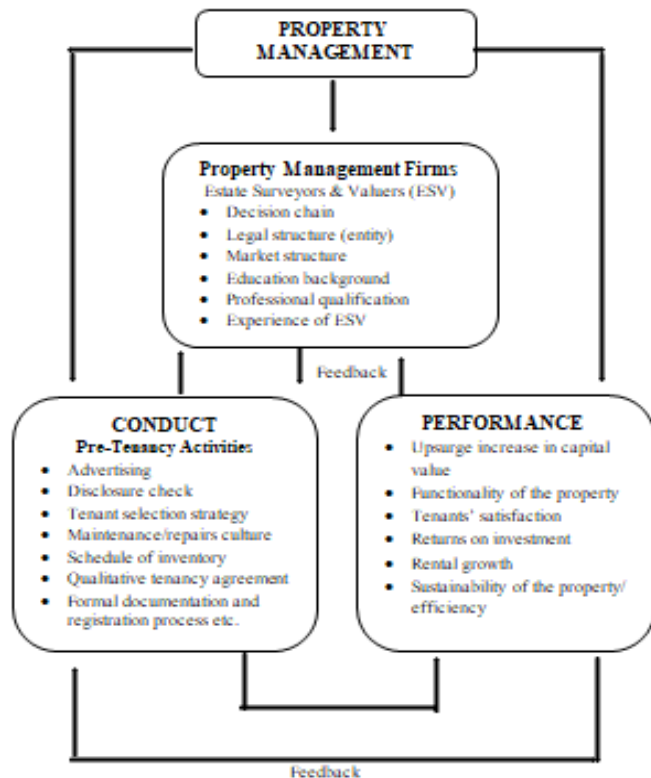 PROPERTY
MANAGEMENT
Property Management Firms
Estate Surveyors & Valuers (ESV)
• Decision chain
• Legal structure (entity)
• Market structure
• Education background
• Professional qualification
• Experience of ESV
Feedback
CONDUCT
Pre-Tenancy Activities
• Advertising
• Disclosure check
• Tenant selection strategy
• Maintenance/repairs culture
• Schedule of inventory
• Qualitative tenancy agreement
• Formal documentation and
registration process etc.
PERFORMANCE
• Upsurge increase in capital
value
• Functionality of the property
• Tenants’ satisfaction
• Returns on investment
• Rental growth
• Sustainability of the property/
efficiency
Feedback